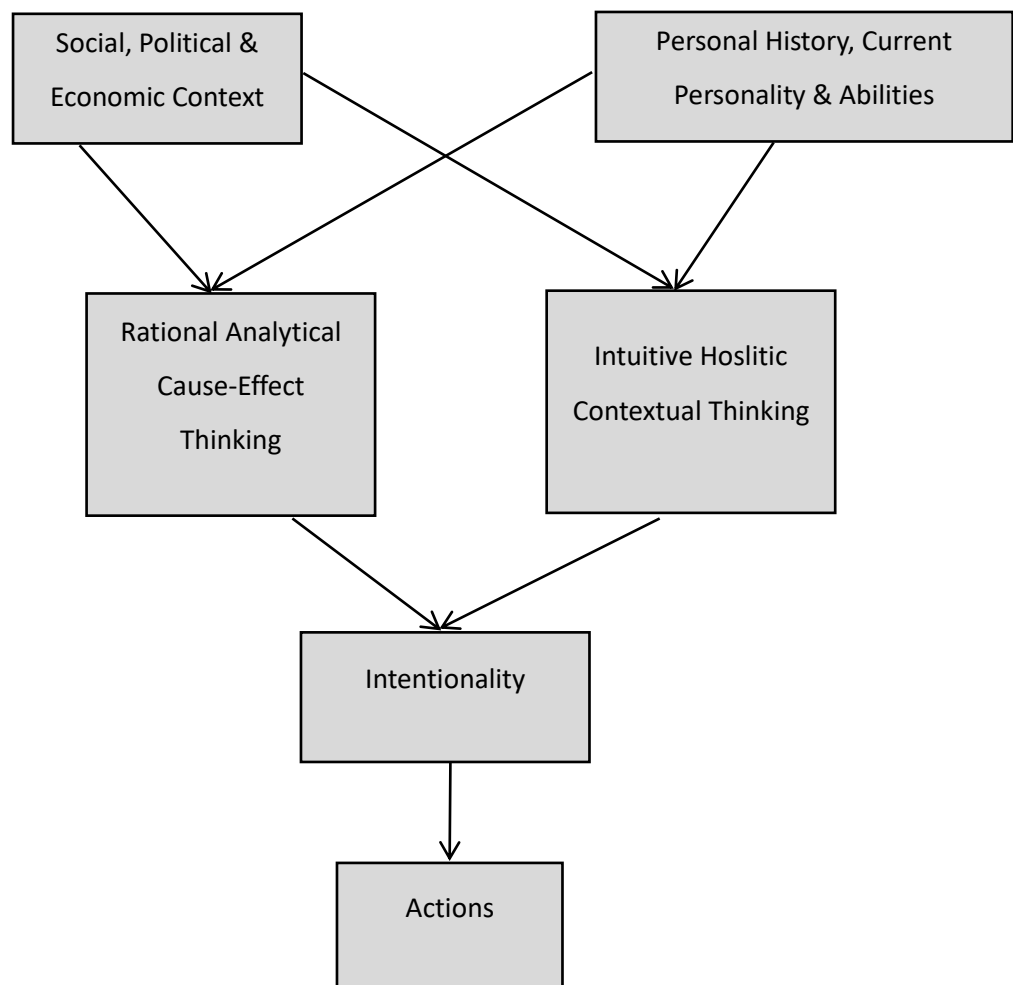 Social, Political &
Economic Context
Personal History, Current
Personality & Abilities
Rational Analytical
Cause-Effect
Thinking
Intuitive Hoslitic
Contextual Thinking
Intentionality
Actions